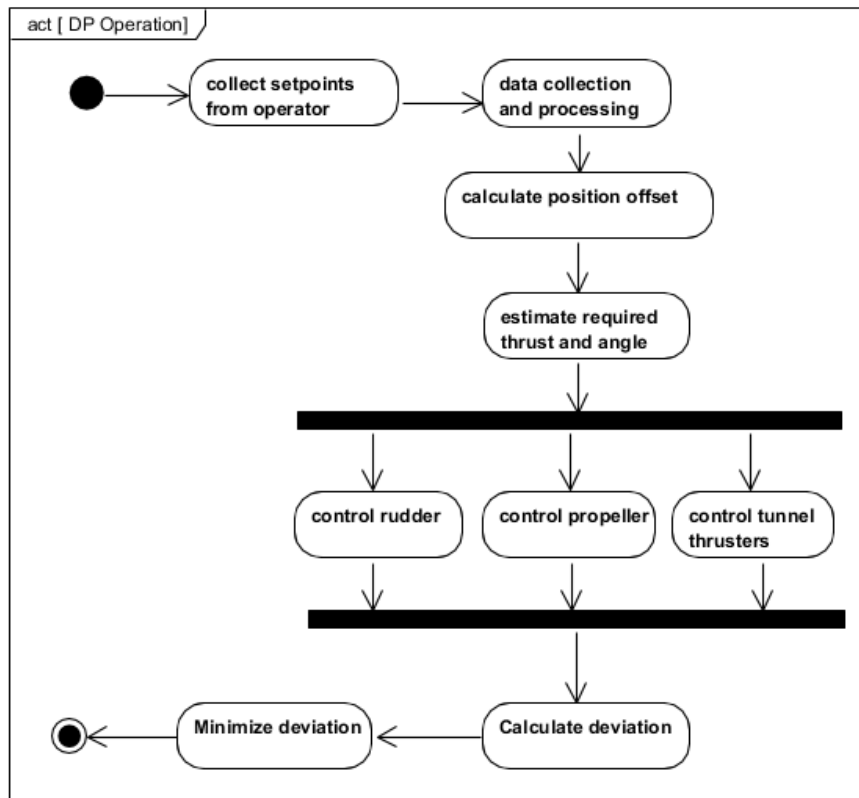 act [ DP Operation]
collect setpoints
from operator
data collection
and processing
calculate position offset
estimate required
thrust and angle
control rudder
control propeller
control tunnel
thrusters
Minimize deviation
Calculate deviation